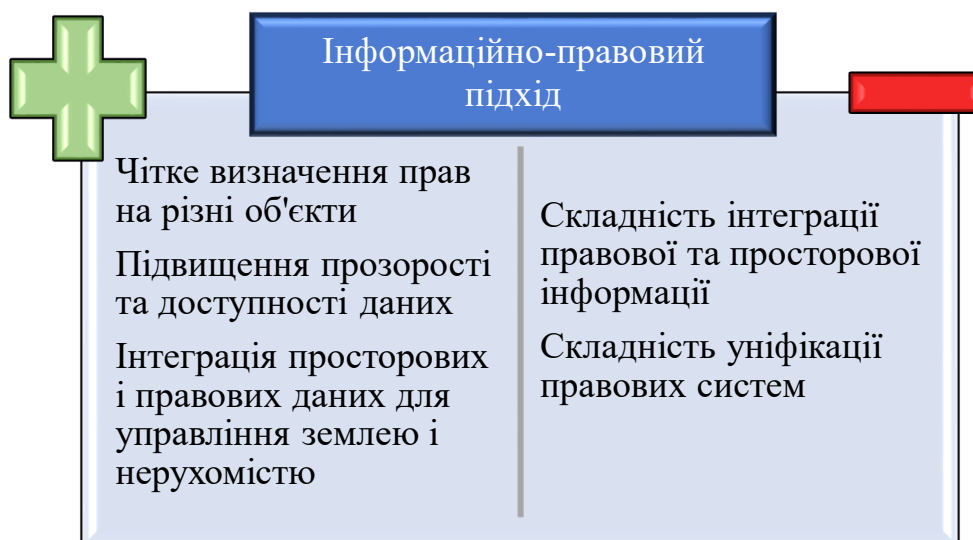 Інформаційно-правовий
підхід
Чітке визначення прав
на різні об'єкти
Підвищення прозорості
та доступності даних
Інтеграція просторових
і правових даних для
управління землею і
нерухомістю
Складність інтеграції
правової та просторової
інформації
Складність уніфікації
правових систем